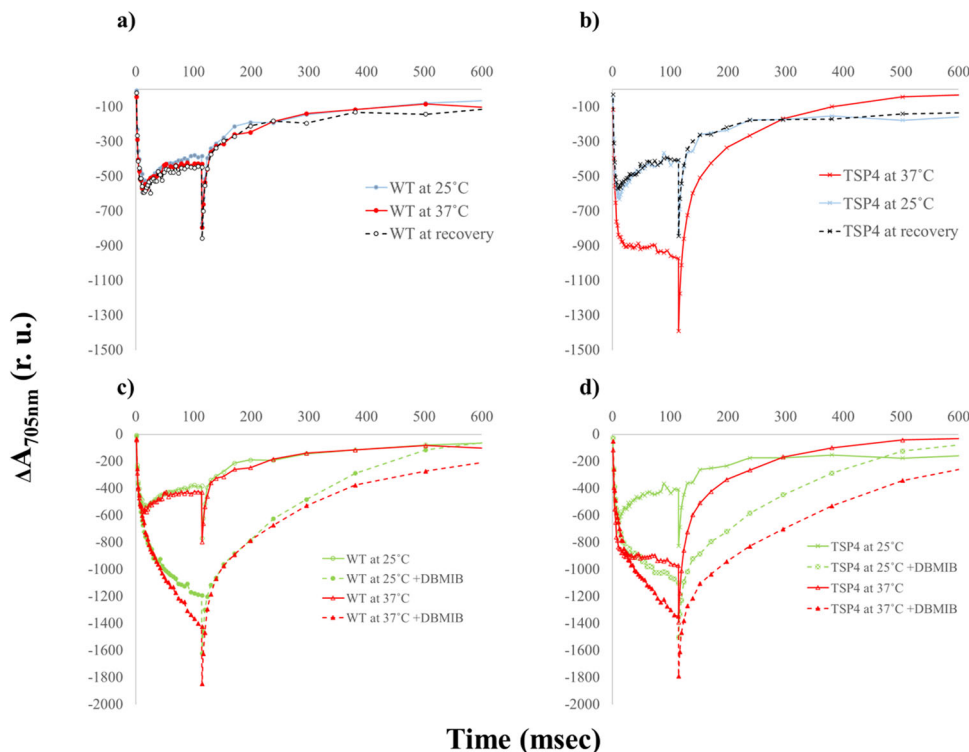 a)
0 100 200 300 400 500 600
-100
-300
-500
-700
-900
-1100
-1300
-1500
WT at 25˚C
WT at 37˚C
WT at recovery
b)
0 100 200 300 400 500 600
-100
-300
-500
-700
-900
-1100
-1300
-1500
TSP4 at 37˚C
TSP4 at 25˚C
TSP4 at recovery
ΔA705nm (r. u.)
c)
0 100 200 300 400 500 600
0
-200
-400
-600
-800
-1000
-1200
-1400
-1600
-1800
-2000
WT at 25˚C
WT at 25˚C +DBMIB
WT at 37˚C
WT at 37˚C +DBMIB
d)
0 100 200 300 400 500 600
0
-200
-400
-600
-800
-1000
-1200
-1400
-1600
-1800
-2000
TSP4 at 25˚C
TSP4 at 25˚C +DBMIB
TSP4 at 37˚C
TSP4 at 37˚C +DBMIB
Time (msec)